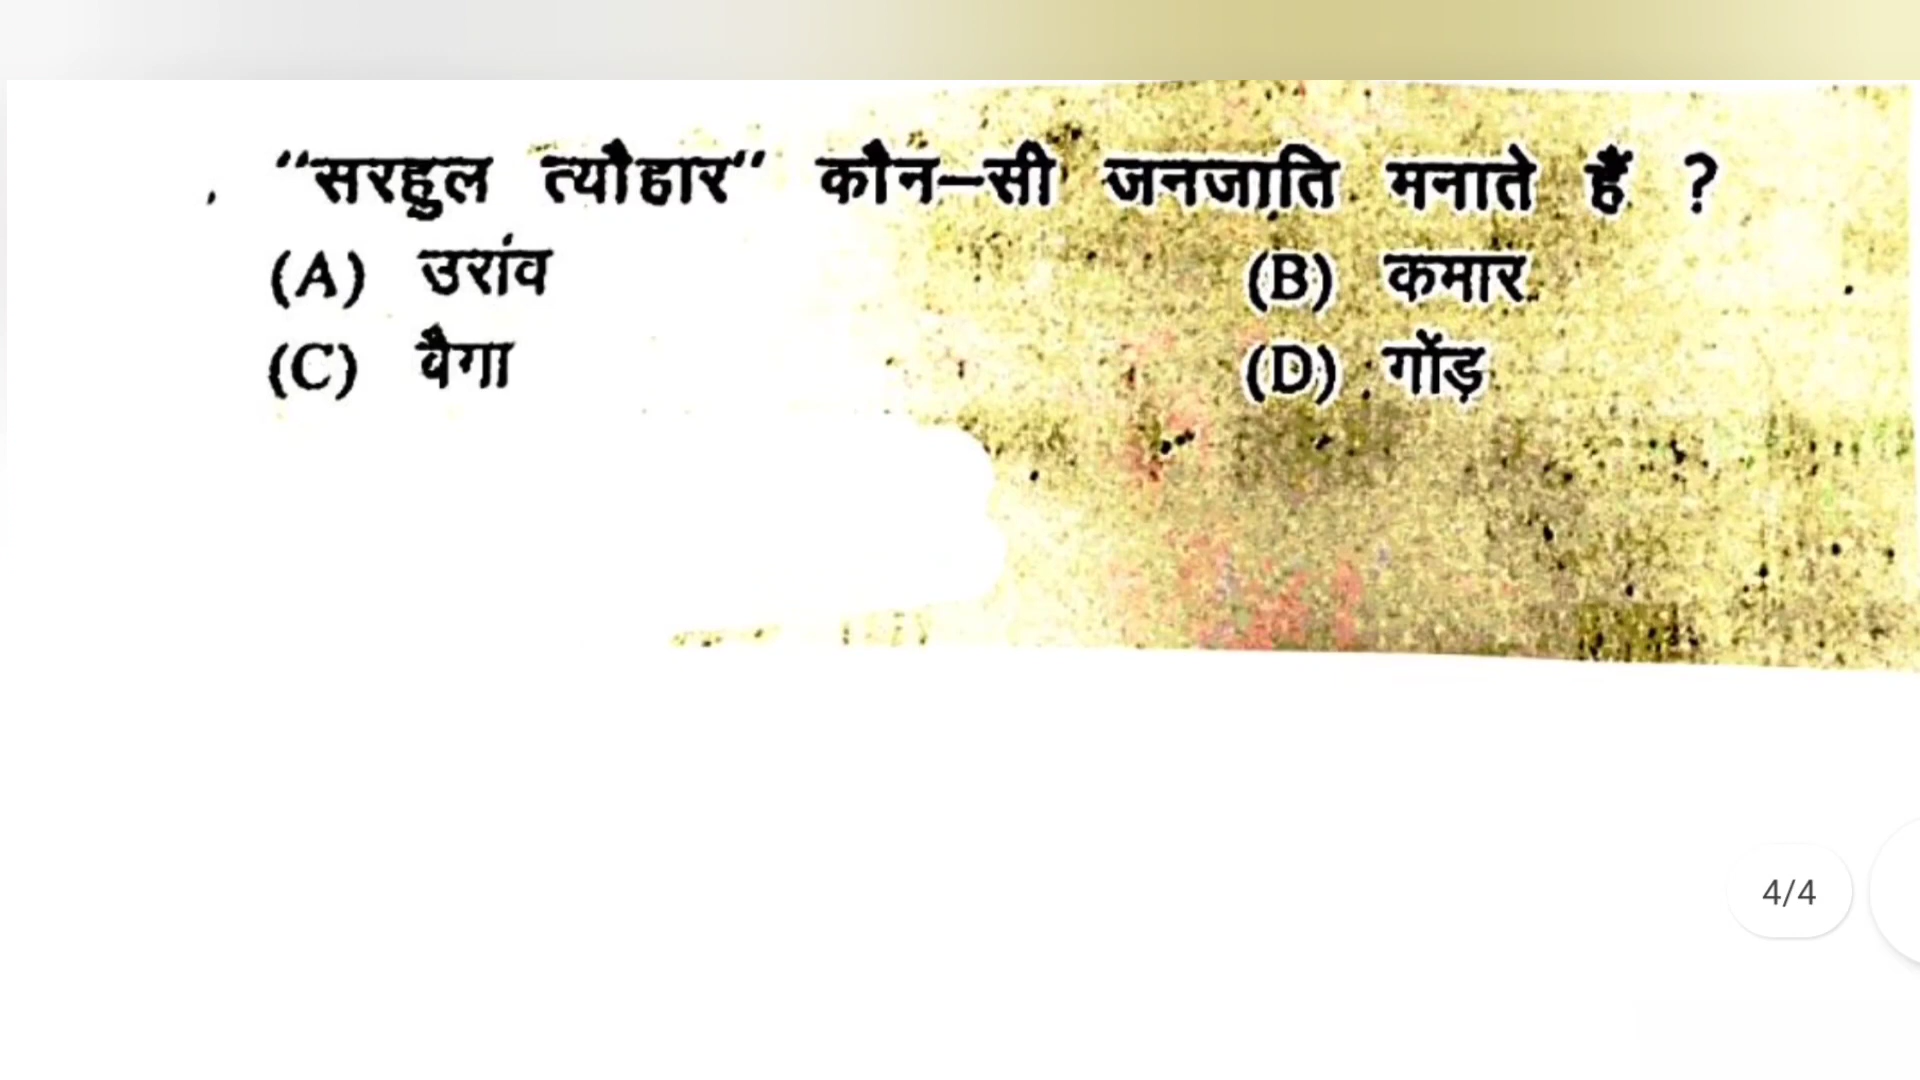 “सरहुल त्यौहार“ कौन–सी जनजाति मनाते हैं ?
(A) उरांव
(B) कमार
(C) वैगा
(D) गोंड़
4/4